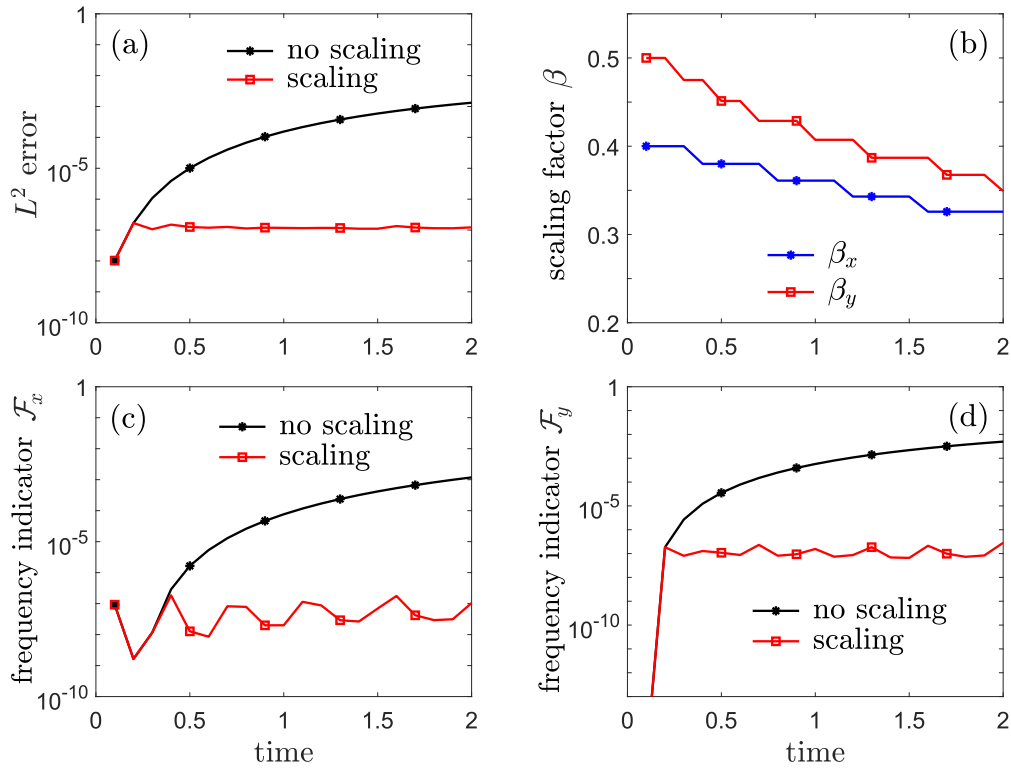 (a)
no scaling
scaling
L² error
1
10⁻⁵
10⁻¹⁰
0
0.5
1
1.5
2
(b)
scaling factor β
0.5
0.4
0.3
0.2
βₓ
β_y
0
0.5
1
1.5
2
(c)
no scaling
scaling
frequency indicator ℱₓ
1
10⁻⁵
10⁻¹⁰
0
0.5
1
1.5
2
time
(d)
frequency indicator ℱ_y
1
10⁻⁵
10⁻¹⁰
no scaling
scaling
0
0.5
1
1.5
2
time